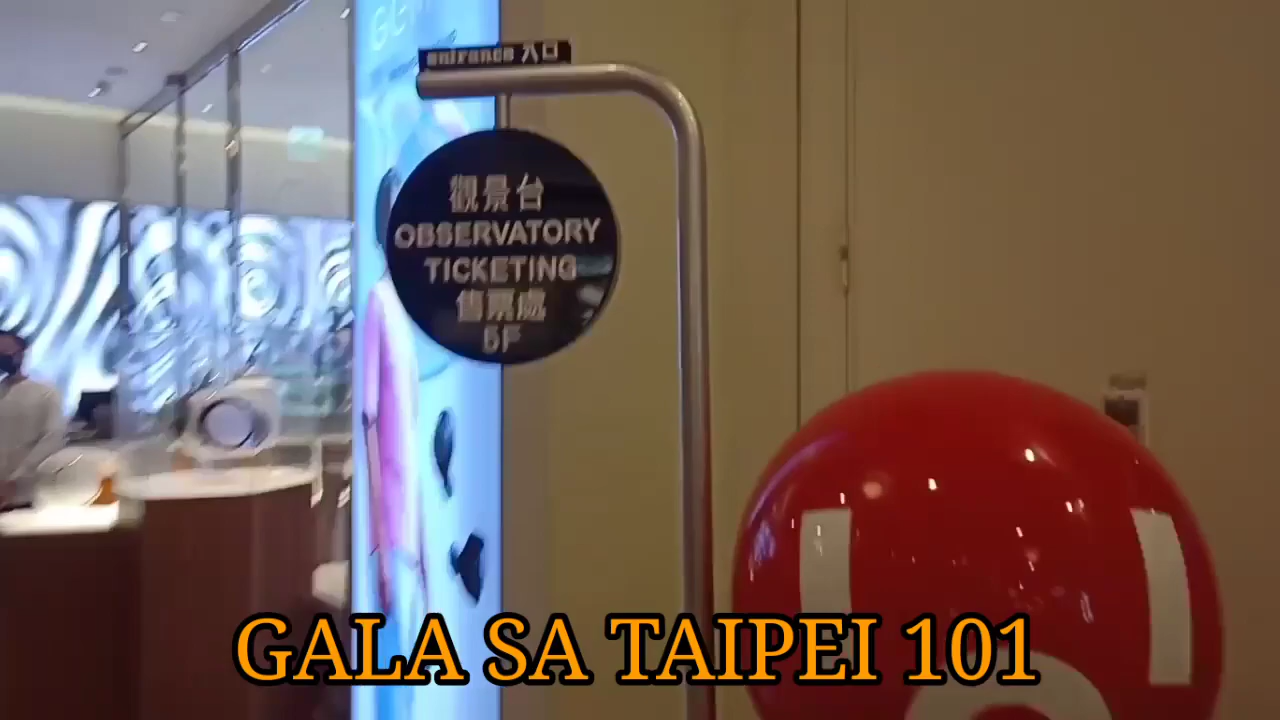 entrance 入口
觀景台
OBSERVATORY
TICKETING
售票處
5F
GALA SA TAIPEI 101